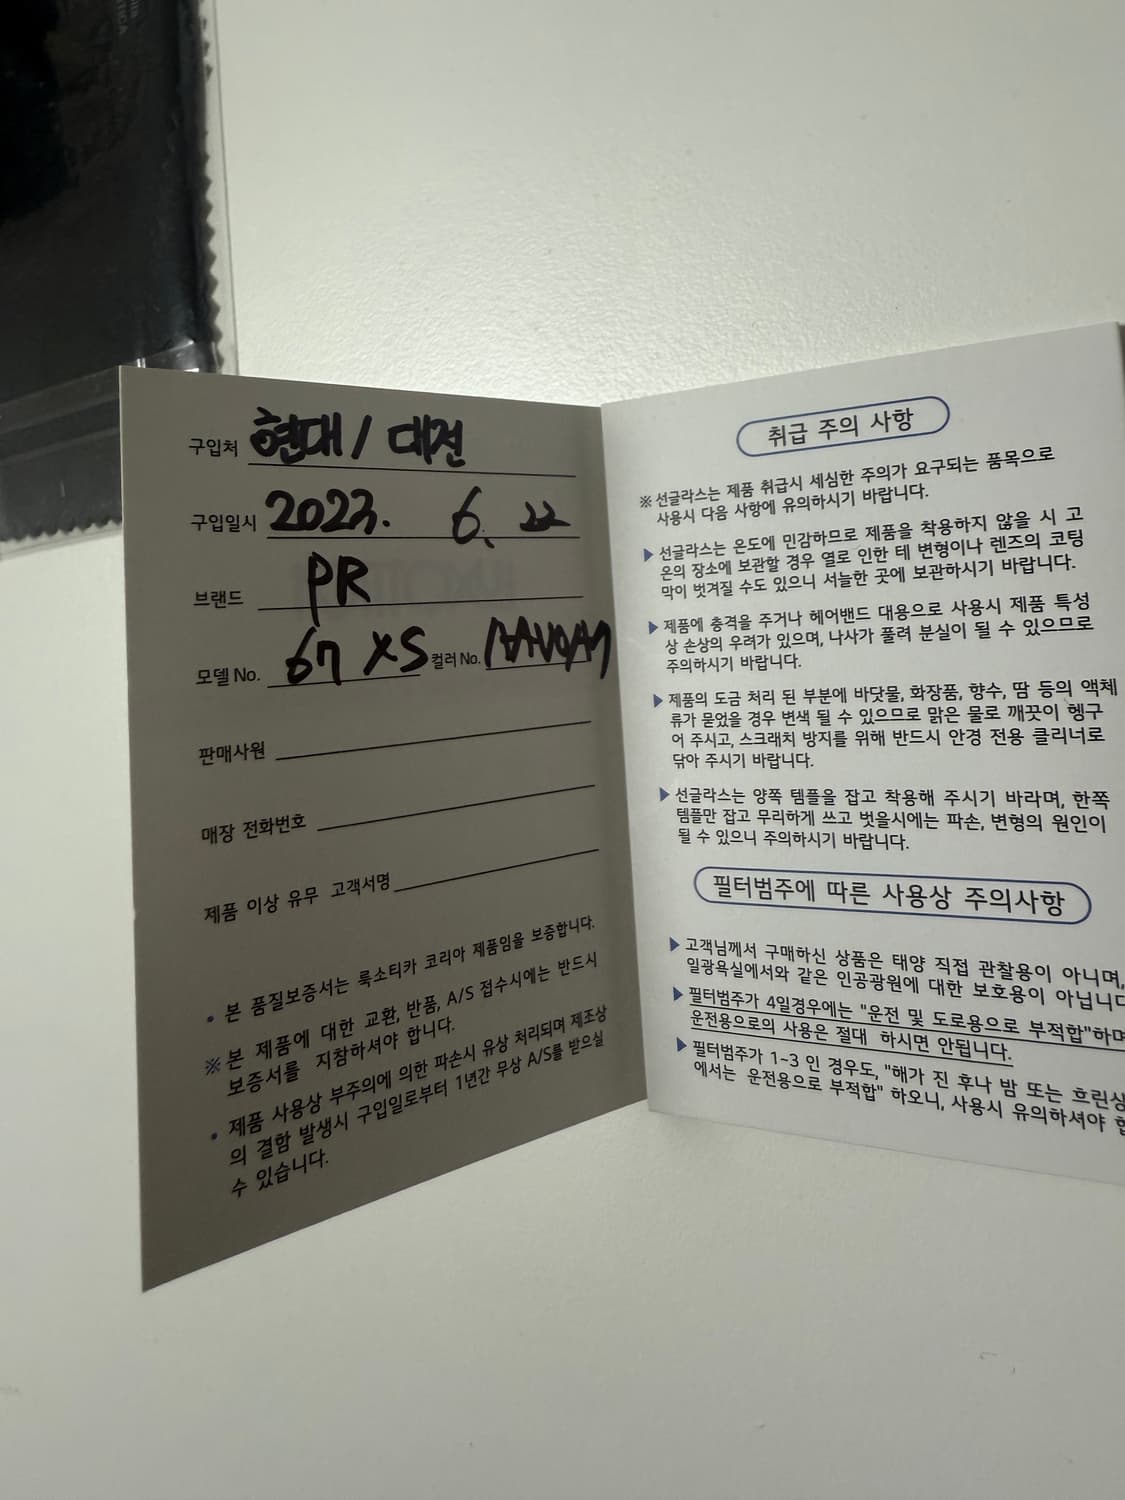 구입처 현대 / 대전
구입일시 2023. 6. 22
브랜드 PR
모델 No. 67 XS 컬러 No.
판매사원
매장 전화번호
제품 이상 유무 고객서명
• 본 품질보증서는 룩소티카 코리아 제품임을 보증합니다.
※ 본 제품에 대한 교환, 반품, A/S 접수시에는 반드시
보증서를 지참하셔야 합니다.
• 제품 사용상 부주의에 의한 파손시 유상 처리되며 제조상
의 결함 발생시 구입일로부터 1년간 무상 A/S를 받으실
수 있습니다.
취급 주의 사항
※ 선글라스는 제품 취급시 세심한 주의가 요구되는 품목으로
사용시 다음 사항에 유의하시기 바랍니다.
▶ 선글라스는 온도에 민감하므로 제품을 착용하지 않을 시 고
온의 장소에 보관할 경우 열로 인한 테 변형이나 렌즈의 코팅
막이 벗겨질 수도 있으니 서늘한 곳에 보관하시기 바랍니다.
▶ 제품에 충격을 주거나 헤어밴드 대용으로 사용시 제품 특성
상 손상의 우려가 있으며, 나사가 풀려 분실이 될 수 있으므로
주의하시기 바랍니다.
▶ 제품의 도금 처리 된 부분에 바닷물, 화장품, 향수, 땀 등의 액체
류가 묻었을 경우 변색 될 수 있으므로 맑은 물로 깨끗이 헹구
어 주시고, 스크래치 방지를 위해 반드시 안경 전용 클리너로
닦아 주시기 바랍니다.
▶ 선글라스는 양쪽 템플을 잡고 착용해 주시기 바라며, 한쪽
템플만 잡고 무리하게 쓰고 벗을시에는 파손, 변형의 원인이
될 수 있으니 주의하시기 바랍니다.
필터범주에 따른 사용상 주의사항
▶ 고객님께서 구매하신 상품은 태양 직접 관찰용이 아니며,
일광욕실에서와 같은 인공광원에 대한 보호용이 아닙니다
▶ 필터범주가 4일경우에는 "운전 및 도로용으로 부적합"하며
운전용으로의 사용은 절대 하시면 안됩니다.
▶ 필터범주가 1~3 인 경우도, "해가 진 후나 밤 또는 흐린상
에서는 운전용으로 부적합" 하오니, 사용시 유의하셔야 합